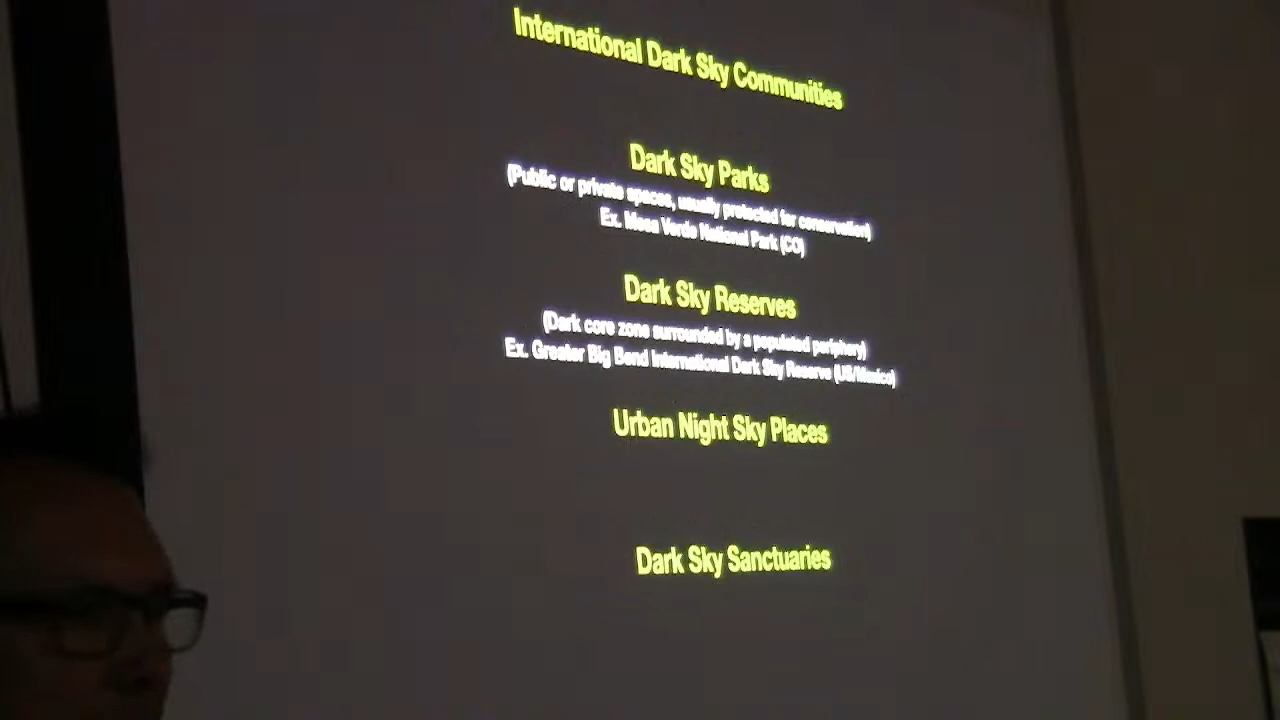 International Dark Sky Communities
Dark Sky Parks
(Public or private spaces, usually protected for conservation)
Ex. Mesa Verde National Park (CO)
Dark Sky Reserves
(Dark core zone surrounded by a populated periphery)
Ex. Greater Big Bend International Dark Sky Reserve (US/Mexico)
Urban Night Sky Places
Dark Sky Sanctuaries